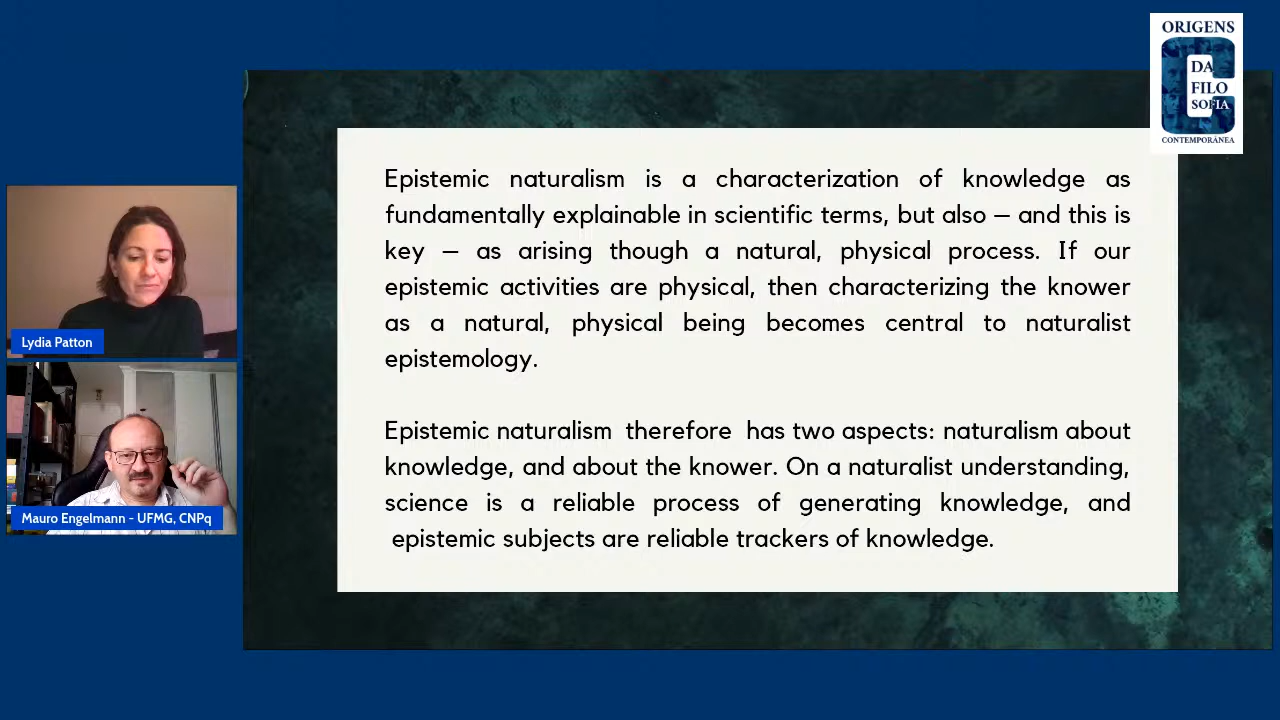 ORIGENS
DA
FILO
SOFIA
CONTEMPORÂNEA
Epistemic naturalism is a characterization of knowledge as
fundamentally explainable in scientific terms, but also – and this is
key – as arising though a natural, physical process. If our
epistemic activities are physical, then characterizing the knower
as a natural, physical being becomes central to naturalist
epistemology.
Epistemic naturalism therefore has two aspects: naturalism about
knowledge, and about the knower. On a naturalist understanding,
science is a reliable process of generating knowledge, and
epistemic subjects are reliable trackers of knowledge.
Lydia Patton
Mauro Engelmann - UFMG, CNPq